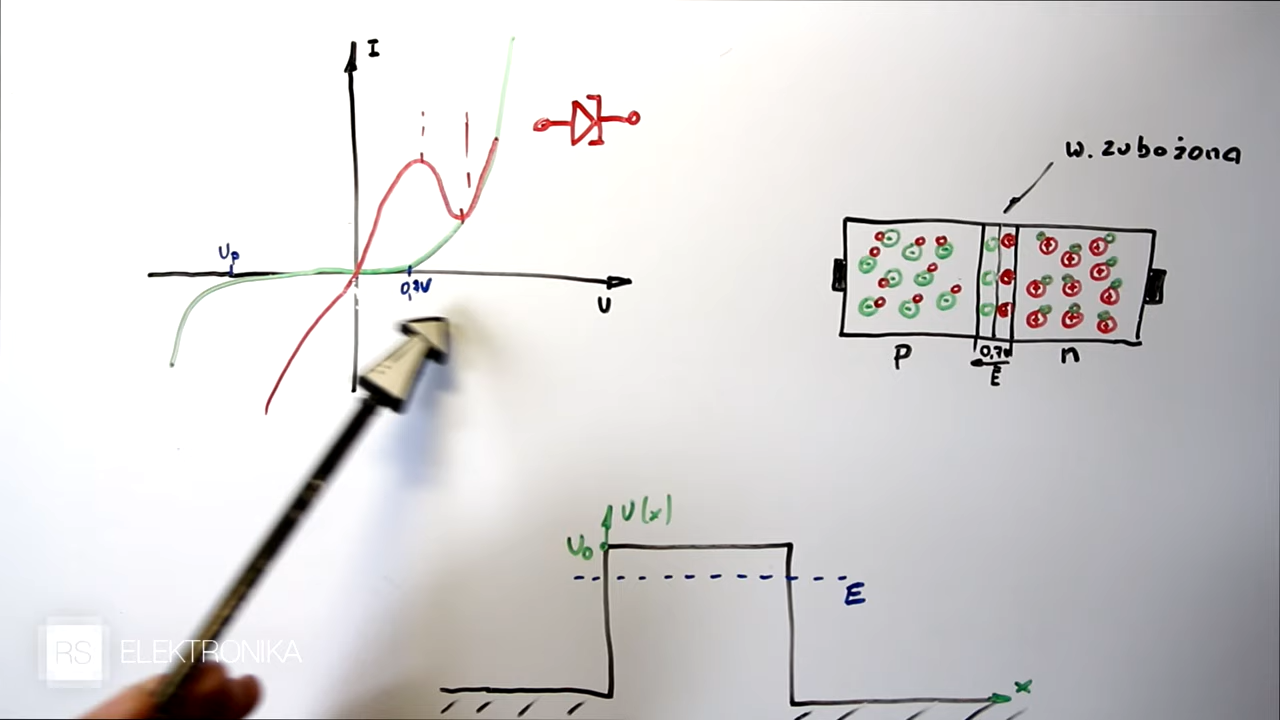 I
w. zubożona
Up
0,7V
U
p
0,7V
n
E
U(x)
U0
E
x
RS ELEKTRONIKA